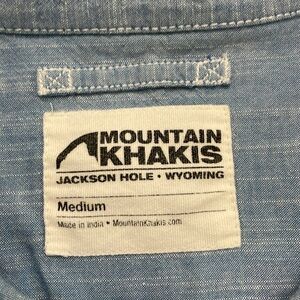 MOUNTAIN
KHAKIS
JACKSON HOLE • WYOMING
Medium
Made in India • MountainKhakis.com